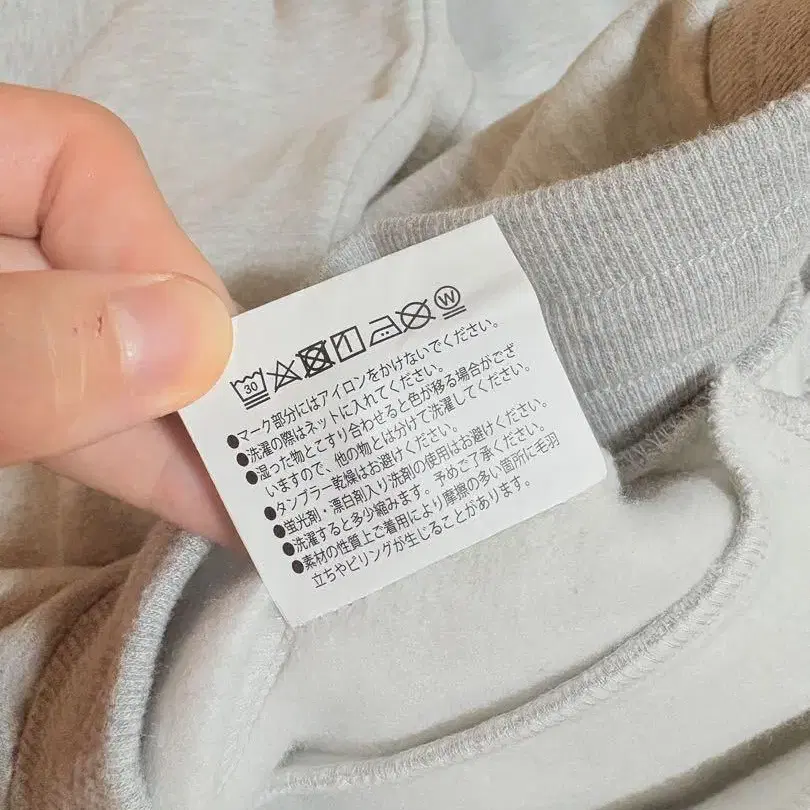 30 W
●マーク部分にはアイロンをかけないでください。
●洗濯の際はネットに入れてください。
●湿った物とこすり合わせると色が移る場合がござ
いますので、他の物とは分けて洗濯してください。
●タンブラー乾燥はお避けください。
●蛍光剤・漂白剤入り洗剤の使用はお避けください。
●洗濯すると多少縮みます。予めご了承ください。
●素材の性質上ご着用により摩擦の多い箇所に毛羽
立ちやピリングが生じることがあります。